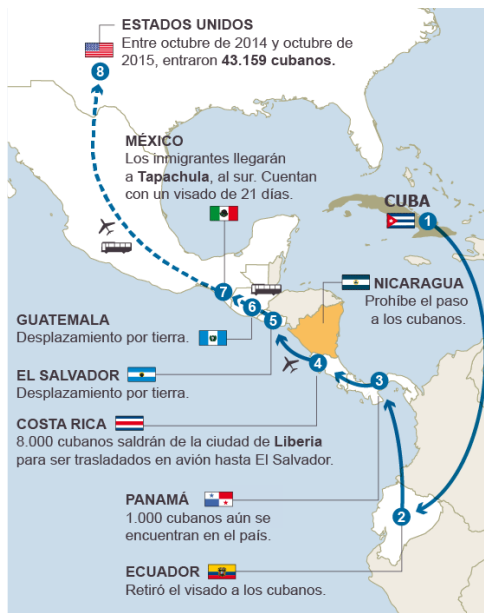 ESTADOS UNIDOS
Entre octubre de 2014 y octubre de
2015, entraron 43.159 cubanos.
8
MÉXICO
Los inmigrantes llegarán
a Tapachula, al sur. Cuentan
con un visado de 21 días.
CUBA
1
NICARAGUA
Prohíbe el paso
a los cubanos.
7
6
5
GUATEMALA
Desplazamiento por tierra.
EL SALVADOR
Desplazamiento por tierra.
4
3
COSTA RICA
8.000 cubanos saldrán de la ciudad de Liberia
para ser trasladados en avión hasta El Salvador.
PANAMÁ
1.000 cubanos aún se
encuentran en el país.
2
ECUADOR
Retiró el visado a los cubanos.